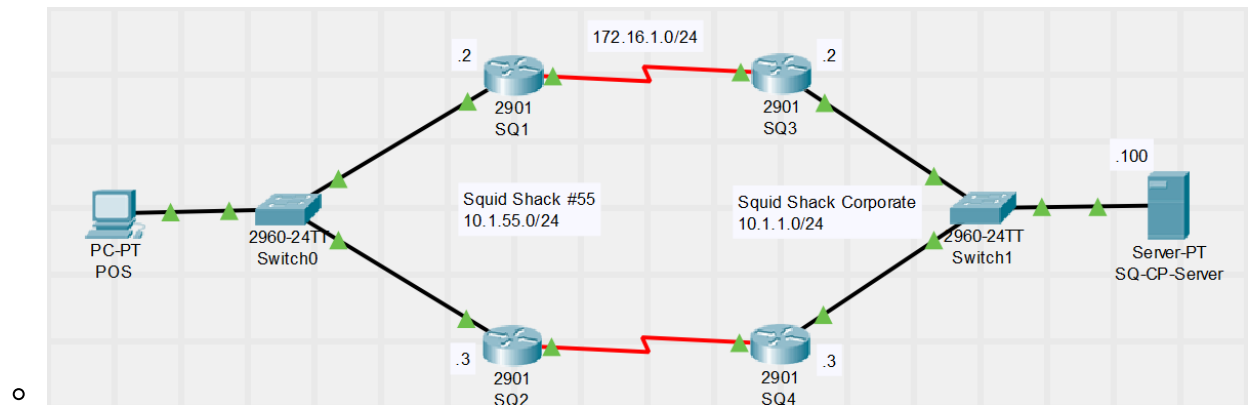 172.16.1.0/24
.2
.2
2901
SQ1
2901
SQ3
.100
Squid Shack #55
10.1.55.0/24
Squid Shack Corporate
10.1.1.0/24
PC-PT
POS
2960-24TT
Switch0
2960-24TT
Switch1
Server-PT
SQ-CP-Server
.3
.3
2901
SQ2
2901
SQ4